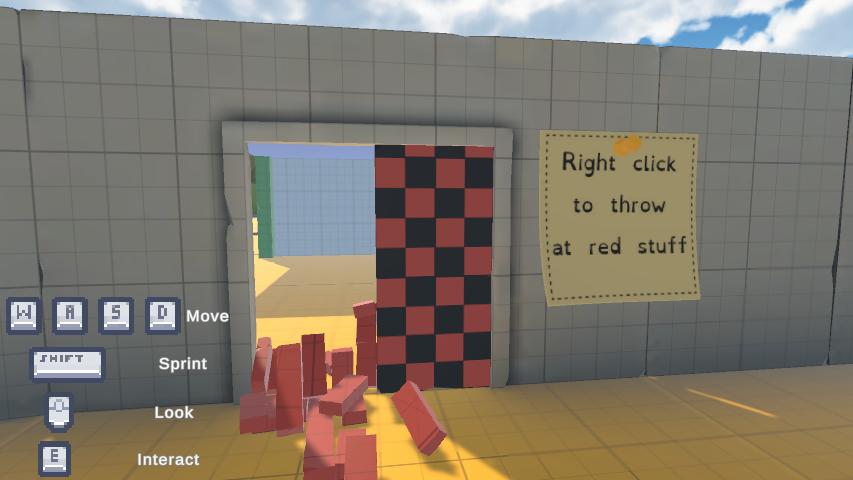 Right click
to throw
at red stuff
W A S D Move
SHIFT Sprint
Look
E Interact